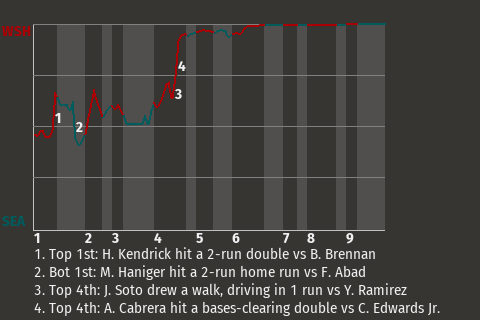 WSH
4
3
1
2
SEA
1 2 3 4 5 6 7 8 9
1. Top 1st: H. Kendrick hit a 2-run double vs B. Brennan
2. Bot 1st: M. Haniger hit a 2-run home run vs F. Abad
3. Top 4th: J. Soto drew a walk, driving in 1 run vs Y. Ramirez
4. Top 4th: A. Cabrera hit a bases-clearing double vs C. Edwards Jr.